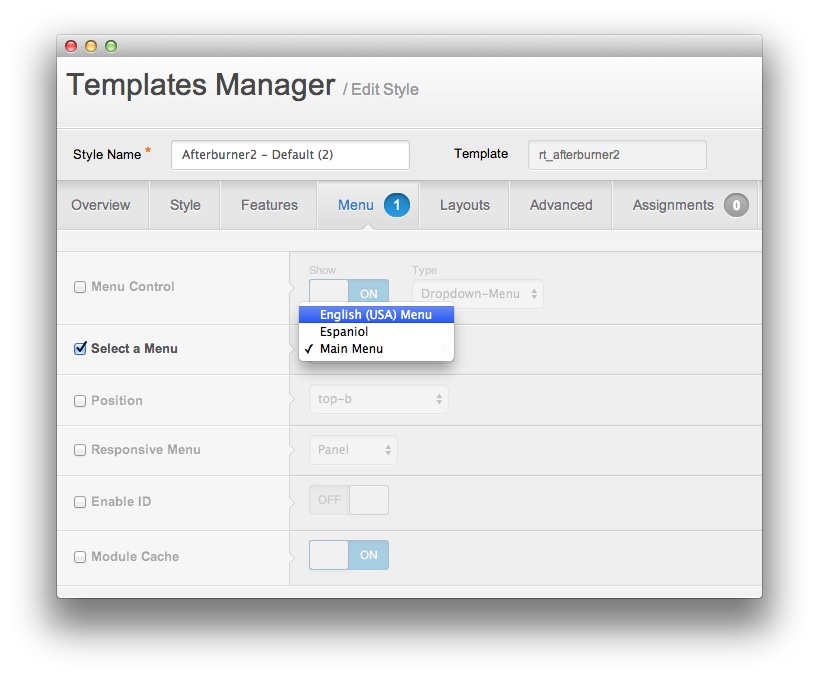 Templates Manager / Edit Style
Style Name * Afterburner2 - Default (2) Template rt_afterburner2
Overview Style Features Menu 1 Layouts Advanced Assignments 0
Show Type
Menu Control ON Dropdown-Menu
English (USA) Menu
Espaniol
Select a Menu ✓ Main Menu
Position top-b
Responsive Menu Panel
Enable ID OFF
Module Cache ON